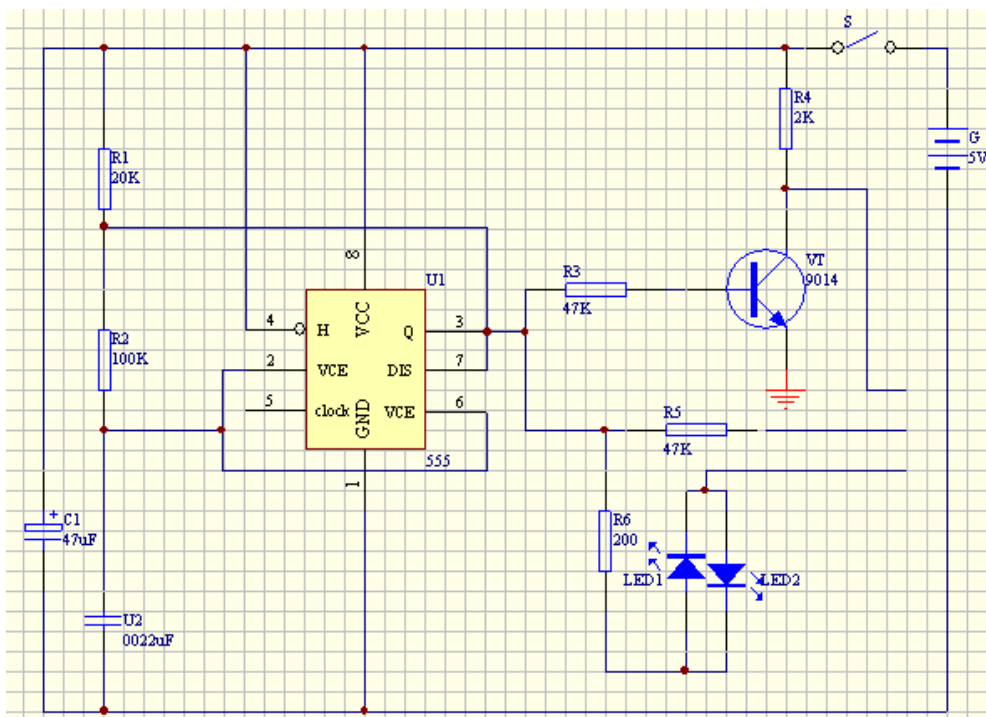 S
R4
2K
G
5V
R1
20K
8
U1
VT
9014
R3
47K
4
H
VCC
Q
3
R2
100K
2
VCE
DIS
7
5
clock
GND
VCE
6
R5
47K
555
1
C1
+
47uF
R6
200
LED1
LED2
U2
0022uF